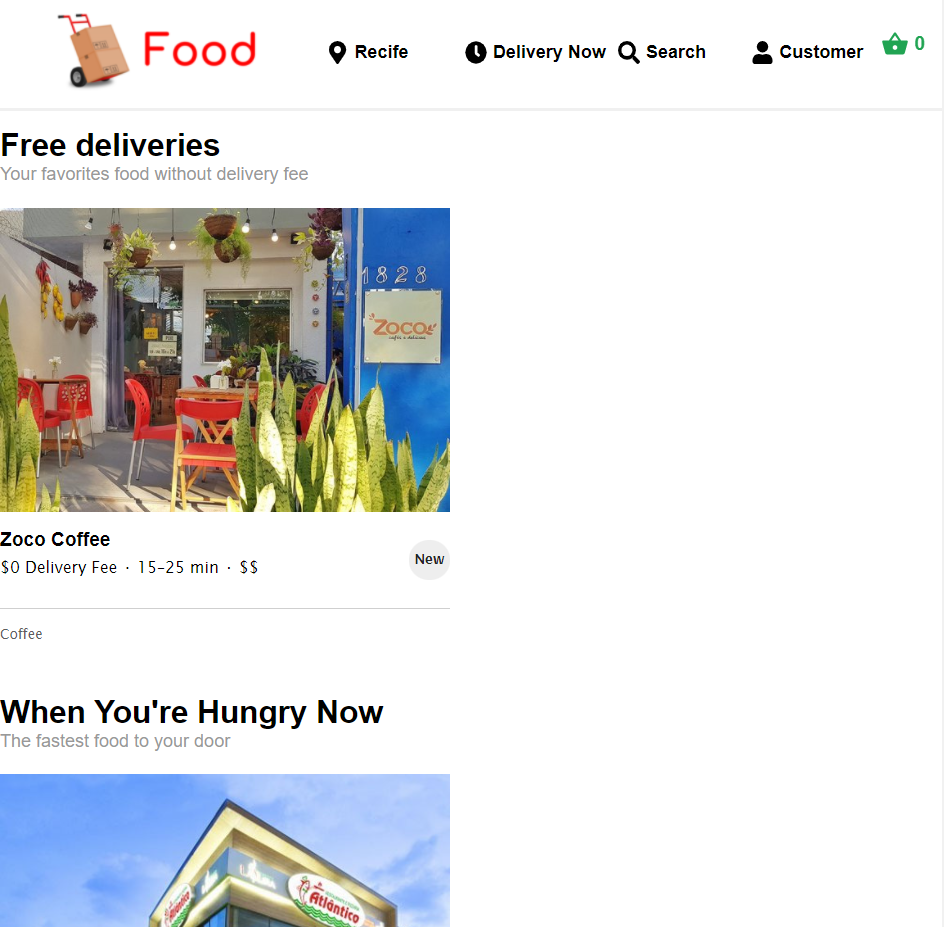 Food
Recife
Delivery Now
Search
Customer
0
Free deliveries
Your favorites food without delivery fee
1828
Zoco
Zoco Coffee
$0 Delivery Fee · 15-25 min · $$
New
Coffee
When You're Hungry Now
The fastest food to your door
Atlântico
Atlântico